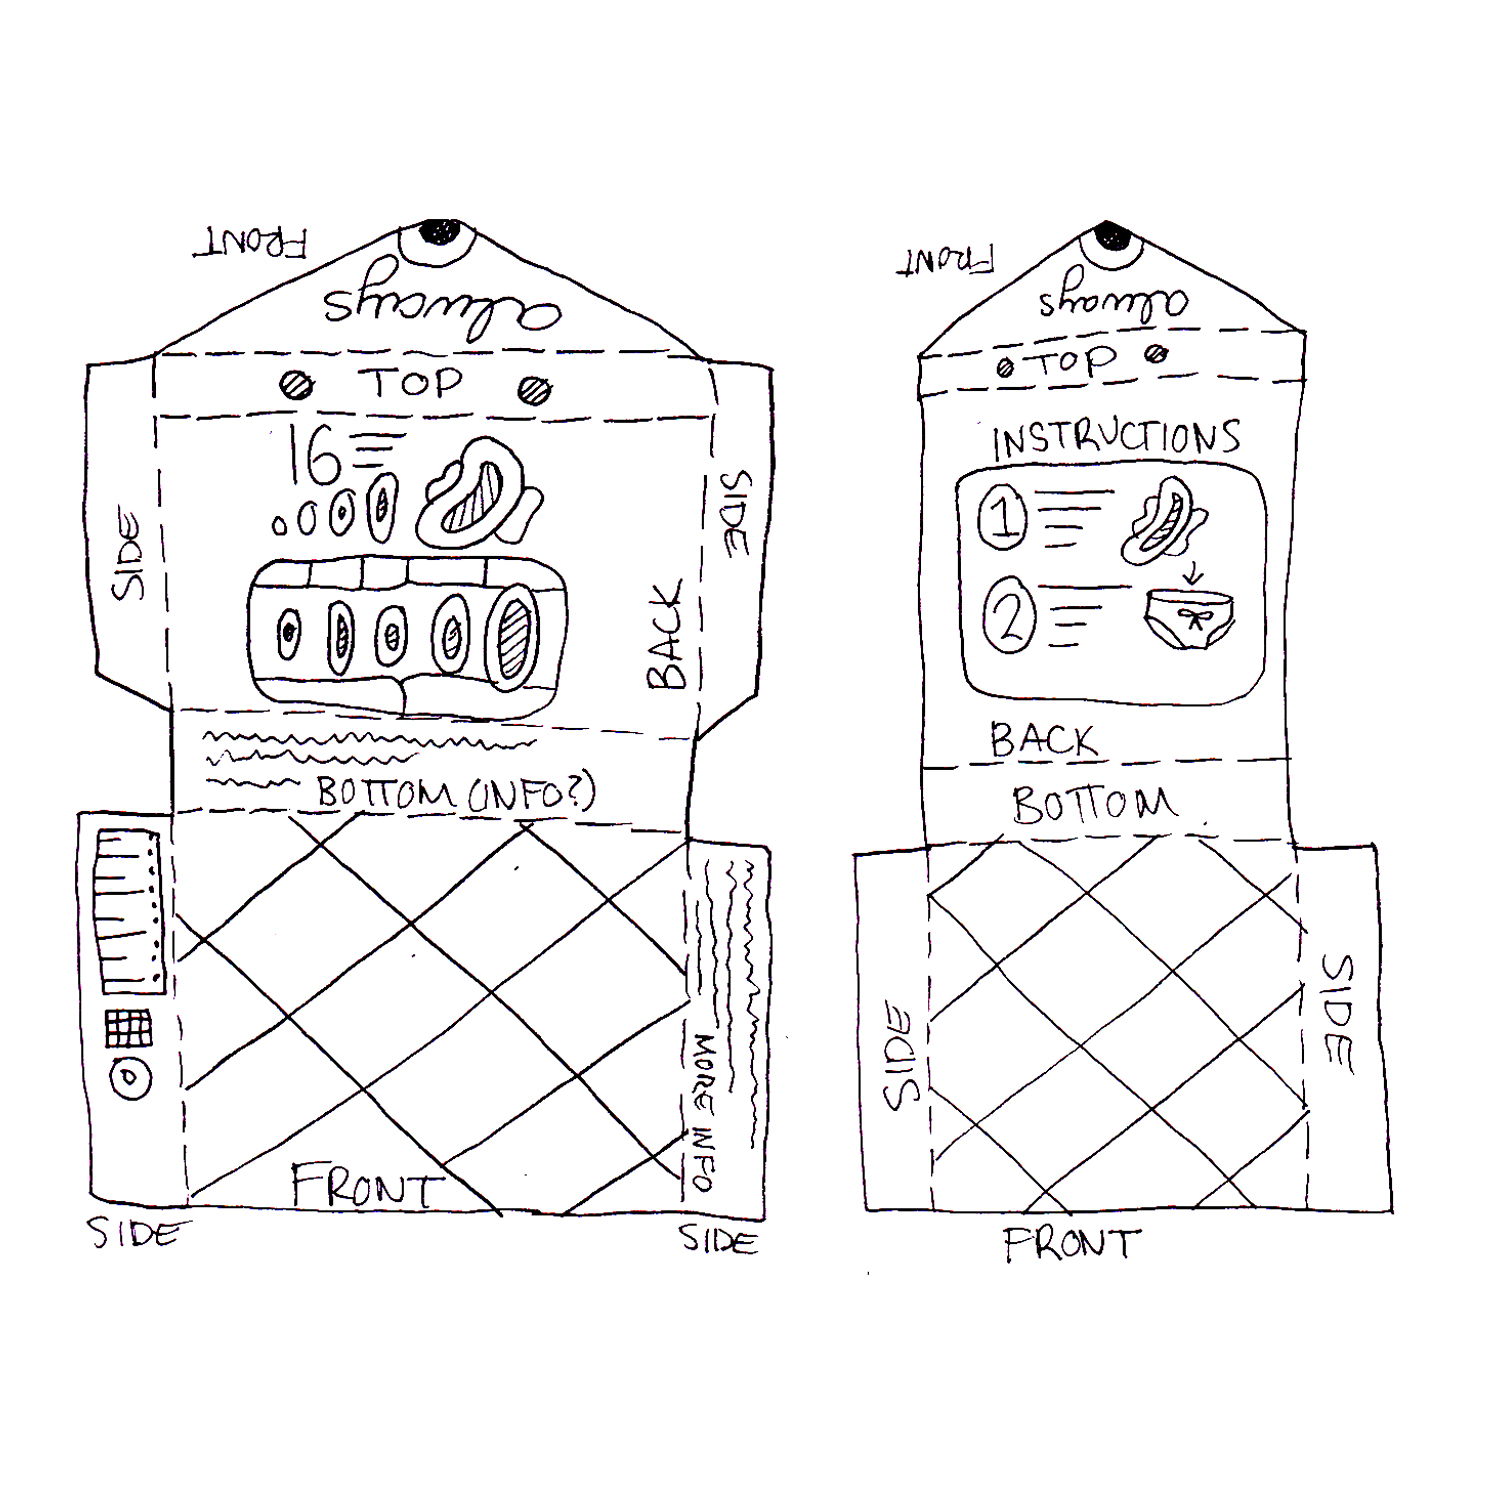 FRONT
always
TOP
16
SIDE
SIDE
BACK
BOTTOM (INFO?)
MORE INFO
FRONT
SIDE
SIDE
FRONT
always
TOP
INSTRUCTIONS
1
2
BACK
BOTTOM
SIDE
SIDE
FRONT